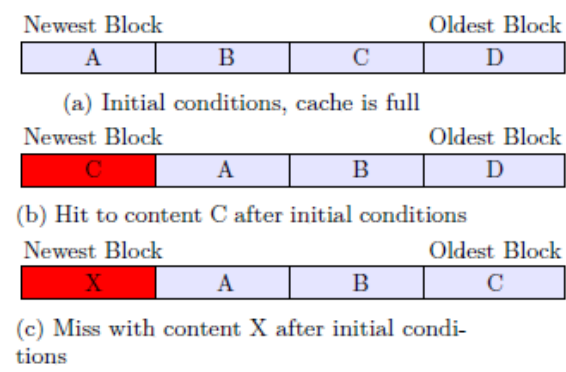 Newest Block Oldest Block
A B C D
(a) Initial conditions, cache is full
Newest Block Oldest Block
C A B D
(b) Hit to content C after initial conditions
Newest Block Oldest Block
X A B C
(c) Miss with content X after initial condi-
tions